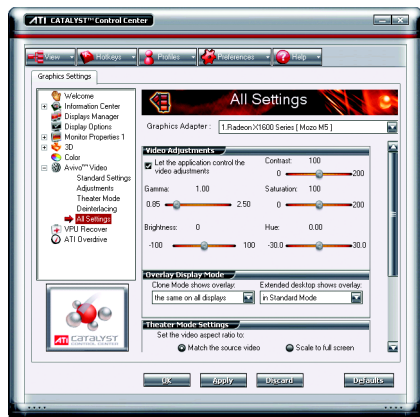 ATI CATALYST™ Control Center
View
Hotkeys
Profiles
Preferences
Help
Graphics Settings
Welcome
Information Center
Displays Manager
Display Options
Monitor Properties 1
3D
Color
Avivo™ Video
Standard Settings
Adjustments
Theater Mode
Deinterlacing
All Settings
VPU Recover
ATI Overdrive
ATI CATALYST
CONTROL CENTER
All Settings
Graphics Adapter :
1.Radeon X1600 Series [ Mozo M5 ]
Video Adjustments
Let the application control the
video adjustments
Contrast: 100
0 200
Gamma: 1.00
0.85 2.50
Saturation: 100
0 200
Brightness: 0
-100 100
Hue: 0.00
-30.0 30.0
Overlay Display Mode
Clone Mode shows overlay:
the same on all displays
Extended desktop shows overlay:
in Standard Mode
Theater Mode Settings
Set the video aspect ratio to:
Match the source video
Scale to full screen
OK
Apply
Discard
Defaults